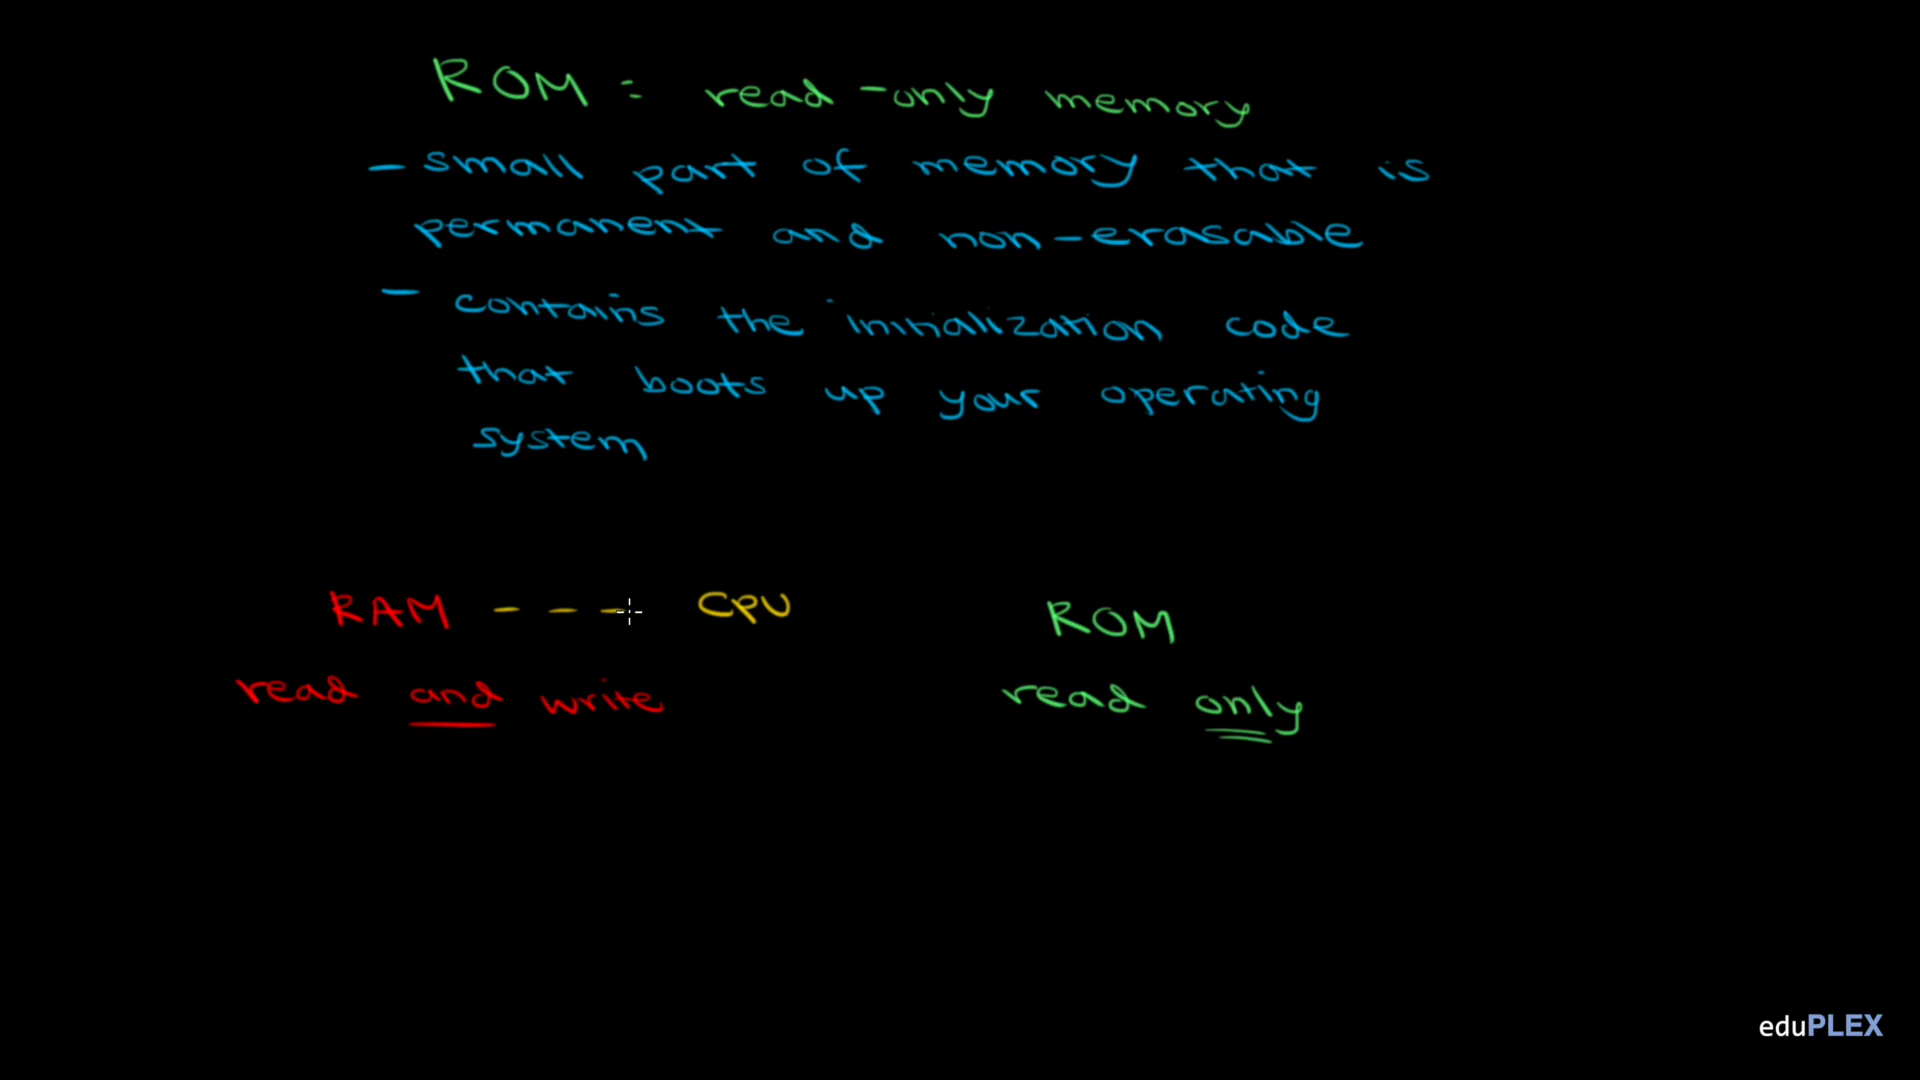 ROM = read-only memory
- small part of memory that is
permanent and non-erasable
- contains the initialization code
that boots up your operating
system
RAM - - - CPU ROM
read and write read only
eduPLEX